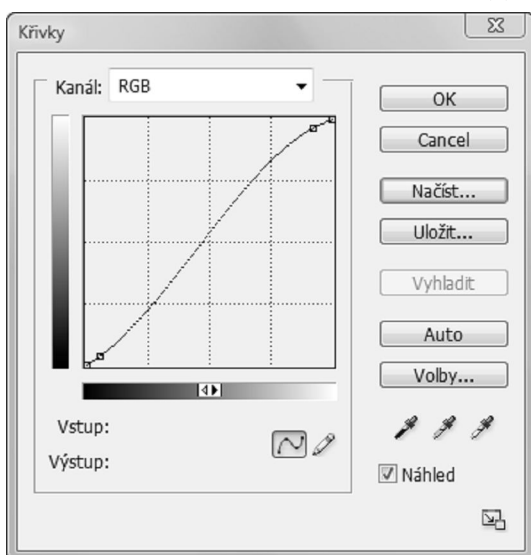 Křivky
Kanál: RGB
OK
Cancel
Načíst...
Uložit...
Vyhladit
Auto
Volby...
Vstup:
Výstup:
Náhled